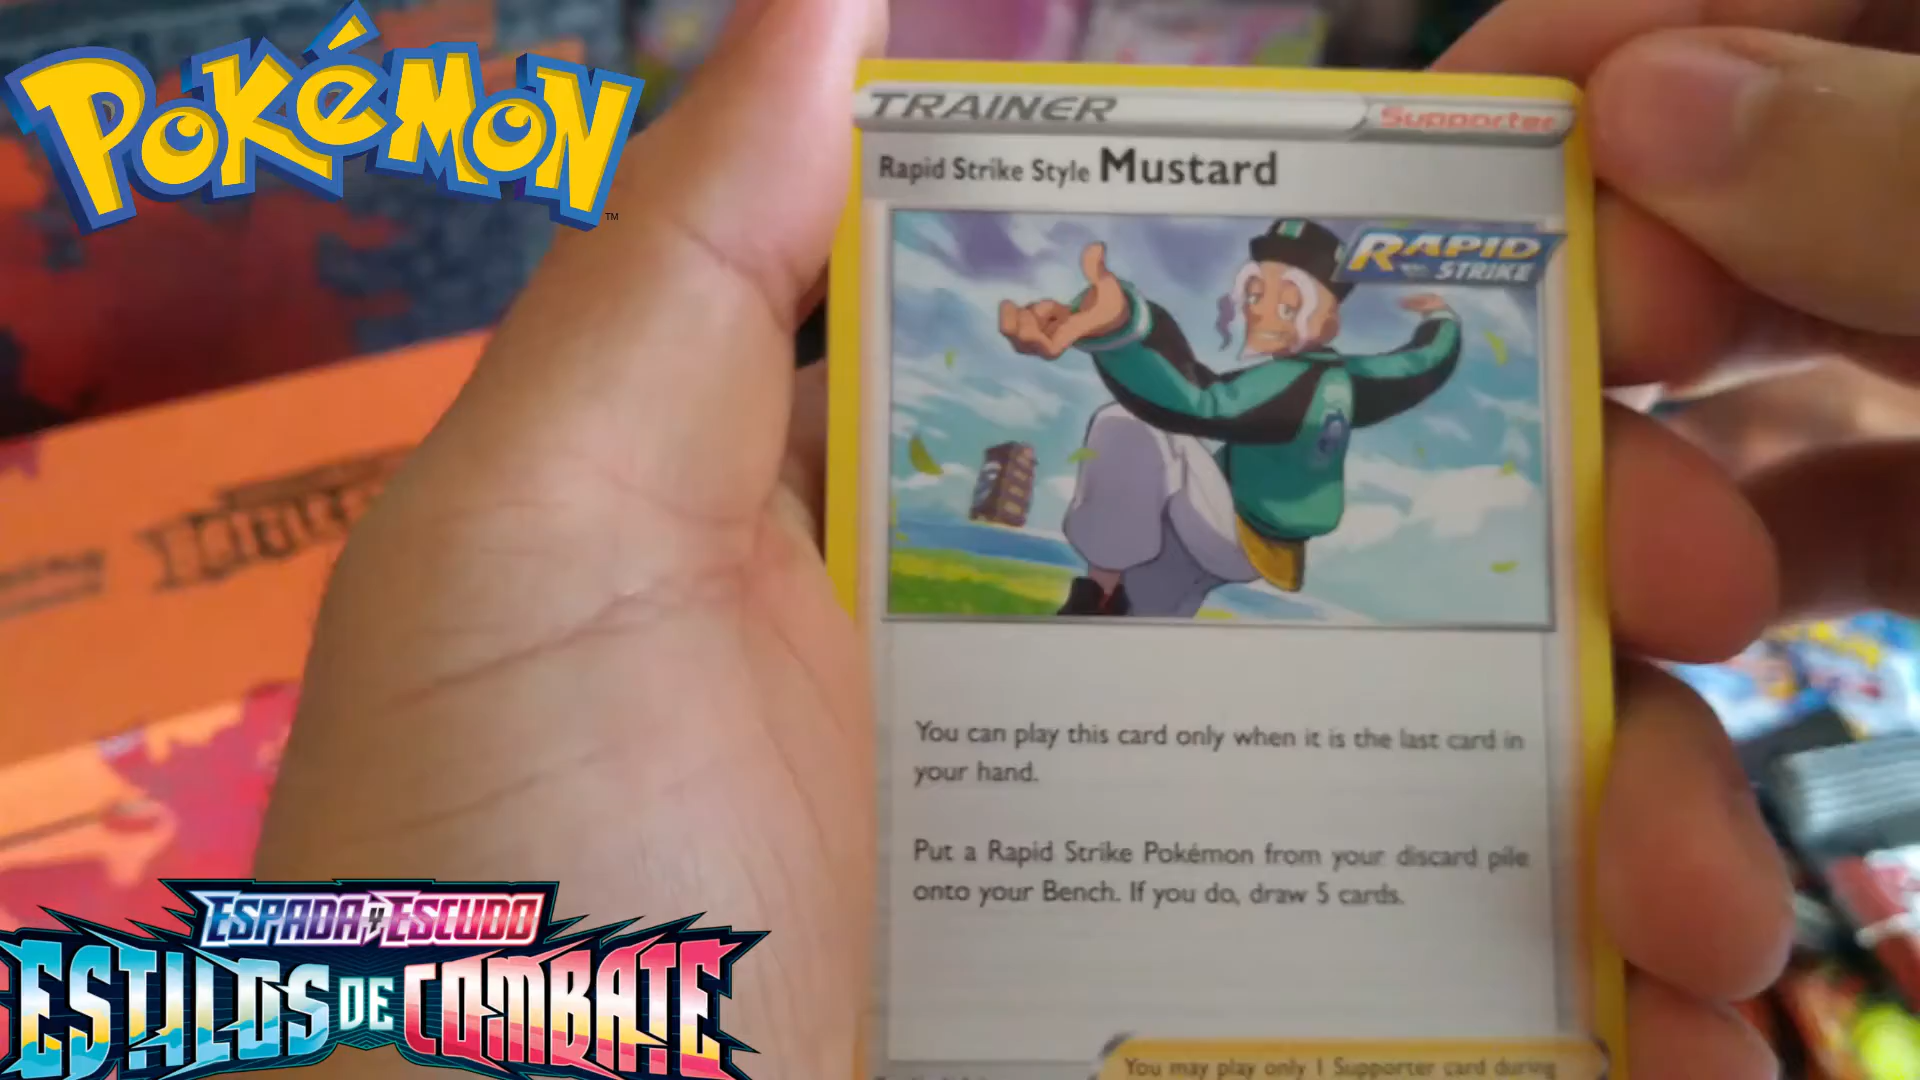 POKÉMON
™
TRAINER
Supporter
Rapid Strike Style Mustard
RAPID
STRIKE
You can play this card only when it is the last card in
your hand.
Put a Rapid Strike Pokémon from your discard pile
onto your Bench. If you do, draw 5 cards.
You may play only 1 Supporter card during
ESPADA Y ESCUDO
ESTILOS DE COMBATE